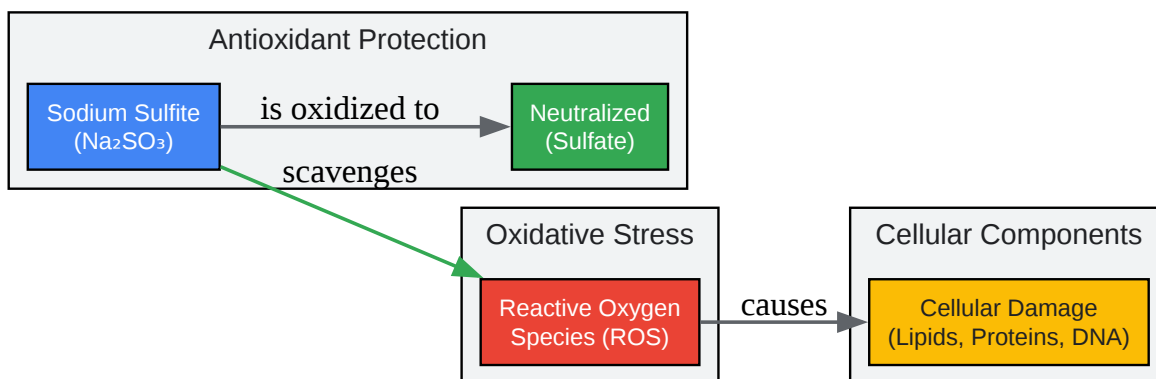 Antioxidant Protection
Sodium Sulfite
(Na₂SO₃)
is oxidized to
Neutralized
(Sulfate)
scavenges
Oxidative Stress
Reactive Oxygen
Species (ROS)
causes
Cellular Components
Cellular Damage
(Lipids, Proteins, DNA)